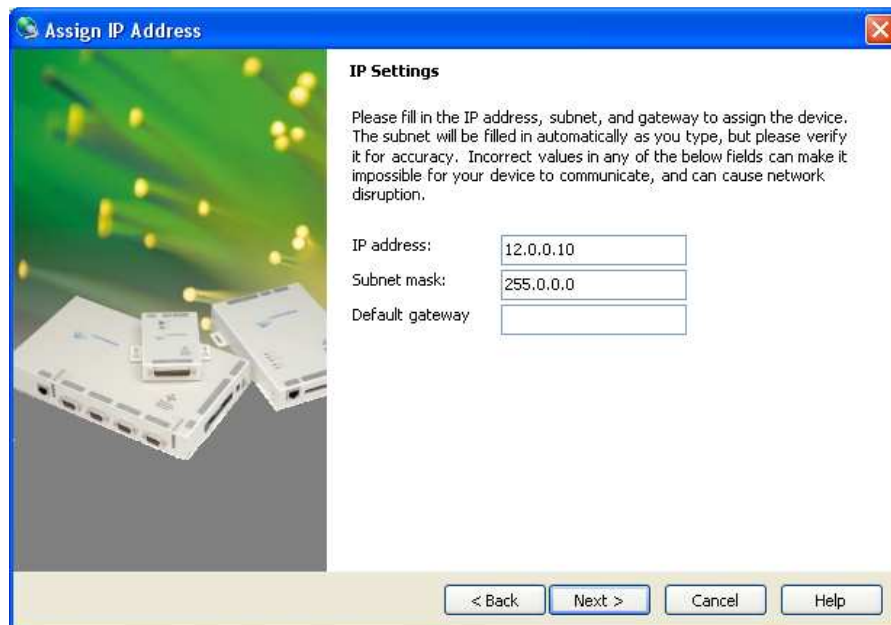 Assign IP Address
IP Settings
Please fill in the IP address, subnet, and gateway to assign the device.
The subnet will be filled in automatically as you type, but please verify
it for accuracy.  Incorrect values in any of the below fields can make it
impossible for your device to communicate, and can cause network
disruption.
IP address:
12.0.0.10
Subnet mask:
255.0.0.0
Default gateway
< Back
Next >
Cancel
Help